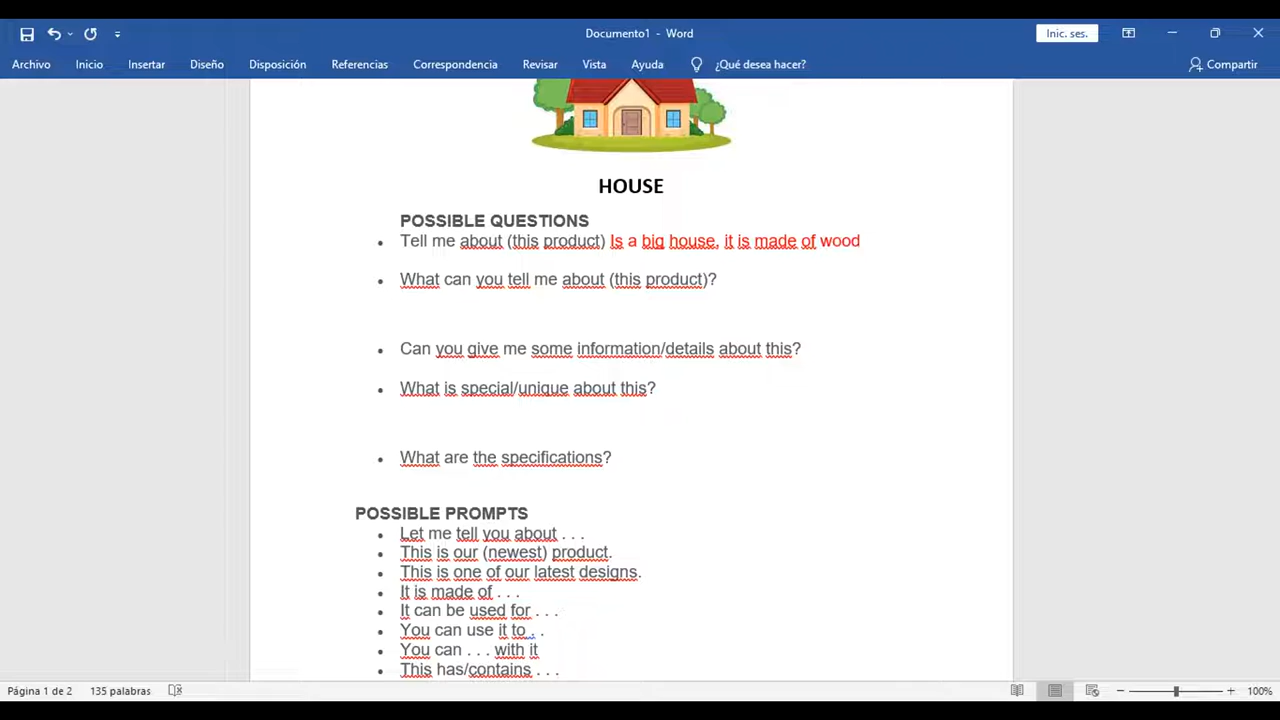 Documento1 - Word
Inic. ses.
Archivo Inicio Insertar Diseño Disposición Referencias Correspondencia Revisar Vista Ayuda ¿Qué desea hacer? Compartir
HOUSE
POSSIBLE QUESTIONS
• Tell me about (this product) Is a big house, it is made of wood
• What can you tell me about (this product)?
• Can you give me some information/details about this?
• What is special/unique about this?
• What are the specifications?
POSSIBLE PROMPTS
• Let me tell you about . . .
• This is our (newest) product.
• This is one of our latest designs.
• It is made of . . .
• It can be used for . . .
• You can use it to . .
• You can . . . with it
• This has/contains . . .
Página 1 de 2 135 palabras 100%